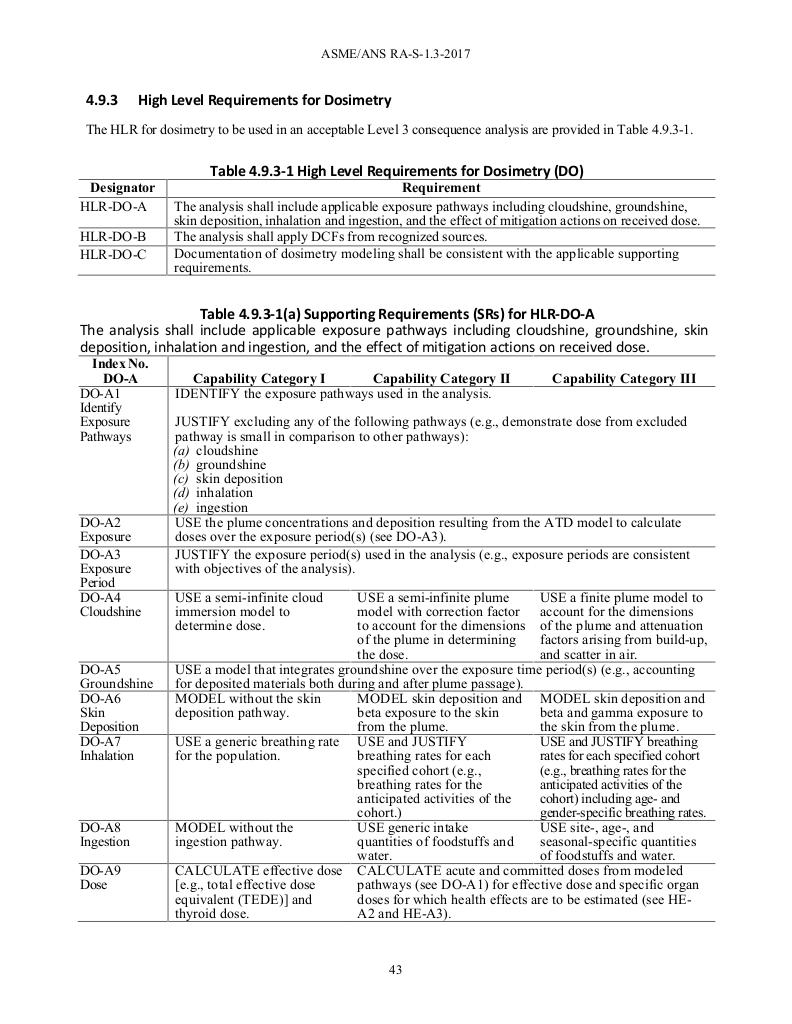 ASME/ANS RA-S-1.3-2017
4.9.3 High Level Requirements for Dosimetry
The HLR for dosimetry to be used in an acceptable Level 3 consequence analysis are provided in Table 4.9.3-1.
Table 4.9.3-1 High Level Requirements for Dosimetry (DO)
Designator Requirement
HLR-DO-A The analysis shall include applicable exposure pathways including cloudshine, groundshine,
skin deposition, inhalation and ingestion, and the effect of mitigation actions on received dose.
HLR-DO-B The analysis shall apply DCFs from recognized sources.
HLR-DO-C Documentation of dosimetry modeling shall be consistent with the applicable supporting
requirements.
Table 4.9.3-1(a) Supporting Requirements (SRs) for HLR-DO-A
The analysis shall include applicable exposure pathways including cloudshine, groundshine, skin
deposition, inhalation and ingestion, and the effect of mitigation actions on received dose.
Index No.
DO-A Capability Category I Capability Category II Capability Category III
DO-A1
Identify
Exposure
Pathways
IDENTIFY the exposure pathways used in the analysis.
JUSTIFY excluding any of the following pathways (e.g., demonstrate dose from excluded
pathway is small in comparison to other pathways):
(a) cloudshine
(b) groundshine
(c) skin deposition
(d) inhalation
(e) ingestion
DO-A2
Exposure
USE the plume concentrations and deposition resulting from the ATD model to calculate
doses over the exposure period(s) (see DO-A3).
DO-A3
Exposure
Period
JUSTIFY the exposure period(s) used in the analysis (e.g., exposure periods are consistent
with objectives of the analysis).
DO-A4
Cloudshine
USE a semi-infinite cloud
immersion model to
determine dose.
USE a semi-infinite plume
model with correction factor
to account for the dimensions
of the plume in determining
the dose.
USE a finite plume model to
account for the dimensions
of the plume and attenuation
factors arising from build-up,
and scatter in air.
DO-A5
Groundshine
USE a model that integrates groundshine over the exposure time period(s) (e.g., accounting
for deposited materials both during and after plume passage).
DO-A6
Skin
Deposition
MODEL without the skin
deposition pathway.
MODEL skin deposition and
beta exposure to the skin
from the plume.
MODEL skin deposition and
beta and gamma exposure to
the skin from the plume.
DO-A7
Inhalation
USE a generic breathing rate
for the population.
USE and JUSTIFY
breathing rates for each
specified cohort (e.g.,
breathing rates for the
anticipated activities of the
cohort.)
USE and JUSTIFY breathing
rates for each specified cohort
(e.g., breathing rates for the
anticipated activities of the
cohort) including age- and
gender-specific breathing rates.
DO-A8
Ingestion
MODEL without the
ingestion pathway.
USE generic intake
quantities of foodstuffs and
water.
USE site-, age-, and
seasonal-specific quantities
of foodstuffs and water.
DO-A9
Dose
CALCULATE effective dose
[e.g., total effective dose
equivalent (TEDE)] and
thyroid dose.
CALCULATE acute and committed doses from modeled
pathways (see DO-A1) for effective dose and specific organ
doses for which health effects are to be estimated (see HE-
A2 and HE-A3).
43